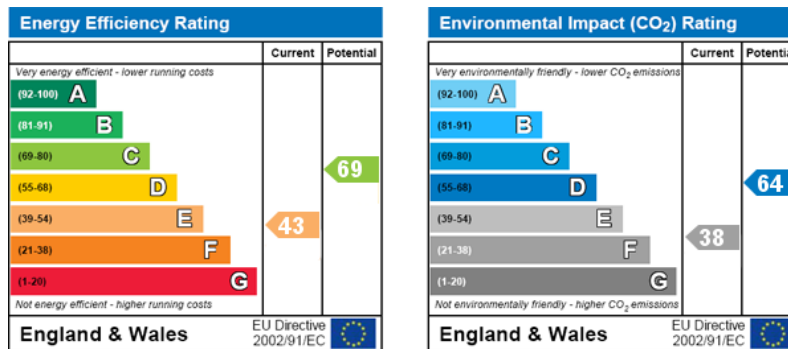 Energy Efficiency Rating
Current Potential
Very energy efficient - lower running costs
(92-100) A
(81-91) B
(69-80) C
(55-68) D
(39-54) E
(21-38) F
(1-20) G
43
69
Not energy efficient - higher running costs
England & Wales
EU Directive
2002/91/EC
Environmental Impact (CO₂) Rating
Current Potentia
Very environmentally friendly - lower CO₂ emissions
(92-100) A
(81-91) B
(69-80) C
(55-68) D
(39-54) E
(21-38) F
(1-20) G
38
64
Not environmentally friendly - higher CO₂ emissions
England & Wales
EU Directive
2002/91/EC